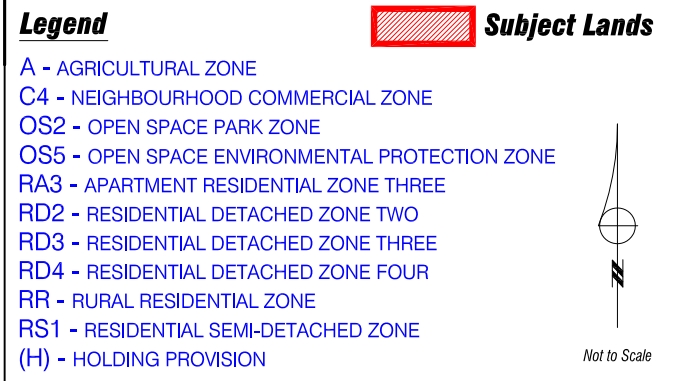 Legend
Subject Lands
A - AGRICULTURAL ZONE
C4 - NEIGHBOURHOOD COMMERCIAL ZONE
OS2 - OPEN SPACE PARK ZONE
OS5 - OPEN SPACE ENVIRONMENTAL PROTECTION ZONE
RA3 - APARTMENT RESIDENTIAL ZONE THREE
RD2 - RESIDENTIAL DETACHED ZONE TWO
RD3 - RESIDENTIAL DETACHED ZONE THREE
RD4 - RESIDENTIAL DETACHED ZONE FOUR
RR - RURAL RESIDENTIAL ZONE
RS1 - RESIDENTIAL SEMI-DETACHED ZONE
(H) - HOLDING PROVISION
N
Not to Scale